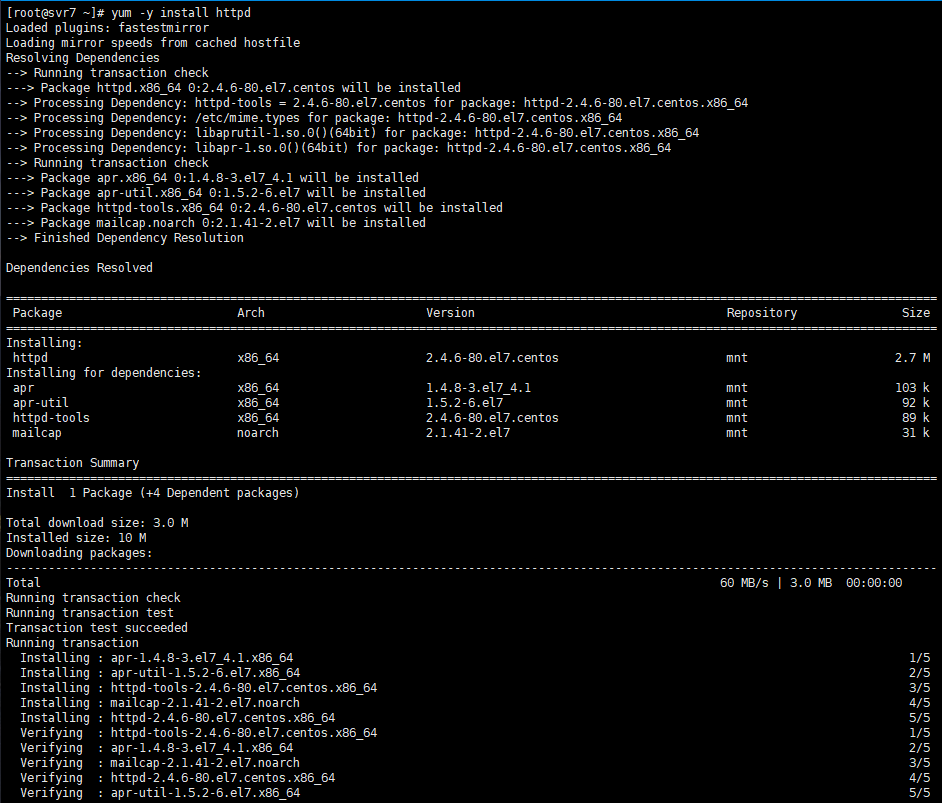 [root@svr7 ~]# yum -y install httpd
Loaded plugins: fastestmirror
Loading mirror speeds from cached hostfile
Resolving Dependencies
--> Running transaction check
---> Package httpd.x86_64 0:2.4.6-80.el7.centos will be installed
--> Processing Dependency: httpd-tools = 2.4.6-80.el7.centos for package: httpd-2.4.6-80.el7.centos.x86_64
--> Processing Dependency: /etc/mime.types for package: httpd-2.4.6-80.el7.centos.x86_64
--> Processing Dependency: libaprutil-1.so.0()(64bit) for package: httpd-2.4.6-80.el7.centos.x86_64
--> Processing Dependency: libapr-1.so.0()(64bit) for package: httpd-2.4.6-80.el7.centos.x86_64
--> Running transaction check
---> Package apr.x86_64 0:1.4.8-3.el7_4.1 will be installed
---> Package apr-util.x86_64 0:1.5.2-6.el7 will be installed
---> Package httpd-tools.x86_64 0:2.4.6-80.el7.centos will be installed
---> Package mailcap.noarch 0:2.1.41-2.el7 will be installed
--> Finished Dependency Resolution
Dependencies Resolved
Package Arch Version Repository Size
Installing:
httpd x86_64 2.4.6-80.el7.centos mnt 2.7 M
Installing for dependencies:
apr x86_64 1.4.8-3.el7_4.1 mnt 103 k
apr-util x86_64 1.5.2-6.el7 mnt 92 k
httpd-tools x86_64 2.4.6-80.el7.centos mnt 89 k
mailcap noarch 2.1.41-2.el7 mnt 31 k
Transaction Summary
Install  1 Package (+4 Dependent packages)
Total download size: 3.0 M
Installed size: 10 M
Downloading packages:
Total 60 MB/s | 3.0 MB  00:00:00
Running transaction check
Running transaction test
Transaction test succeeded
Running transaction
Installing : apr-1.4.8-3.el7_4.1.x86_64 1/5
Installing : apr-util-1.5.2-6.el7.x86_64 2/5
Installing : httpd-tools-2.4.6-80.el7.centos.x86_64 3/5
Installing : mailcap-2.1.41-2.el7.noarch 4/5
Installing : httpd-2.4.6-80.el7.centos.x86_64 5/5
Verifying  : httpd-tools-2.4.6-80.el7.centos.x86_64 1/5
Verifying  : apr-1.4.8-3.el7_4.1.x86_64 2/5
Verifying  : mailcap-2.1.41-2.el7.noarch 3/5
Verifying  : httpd-2.4.6-80.el7.centos.x86_64 4/5
Verifying  : apr-util-1.5.2-6.el7.x86_64 5/5